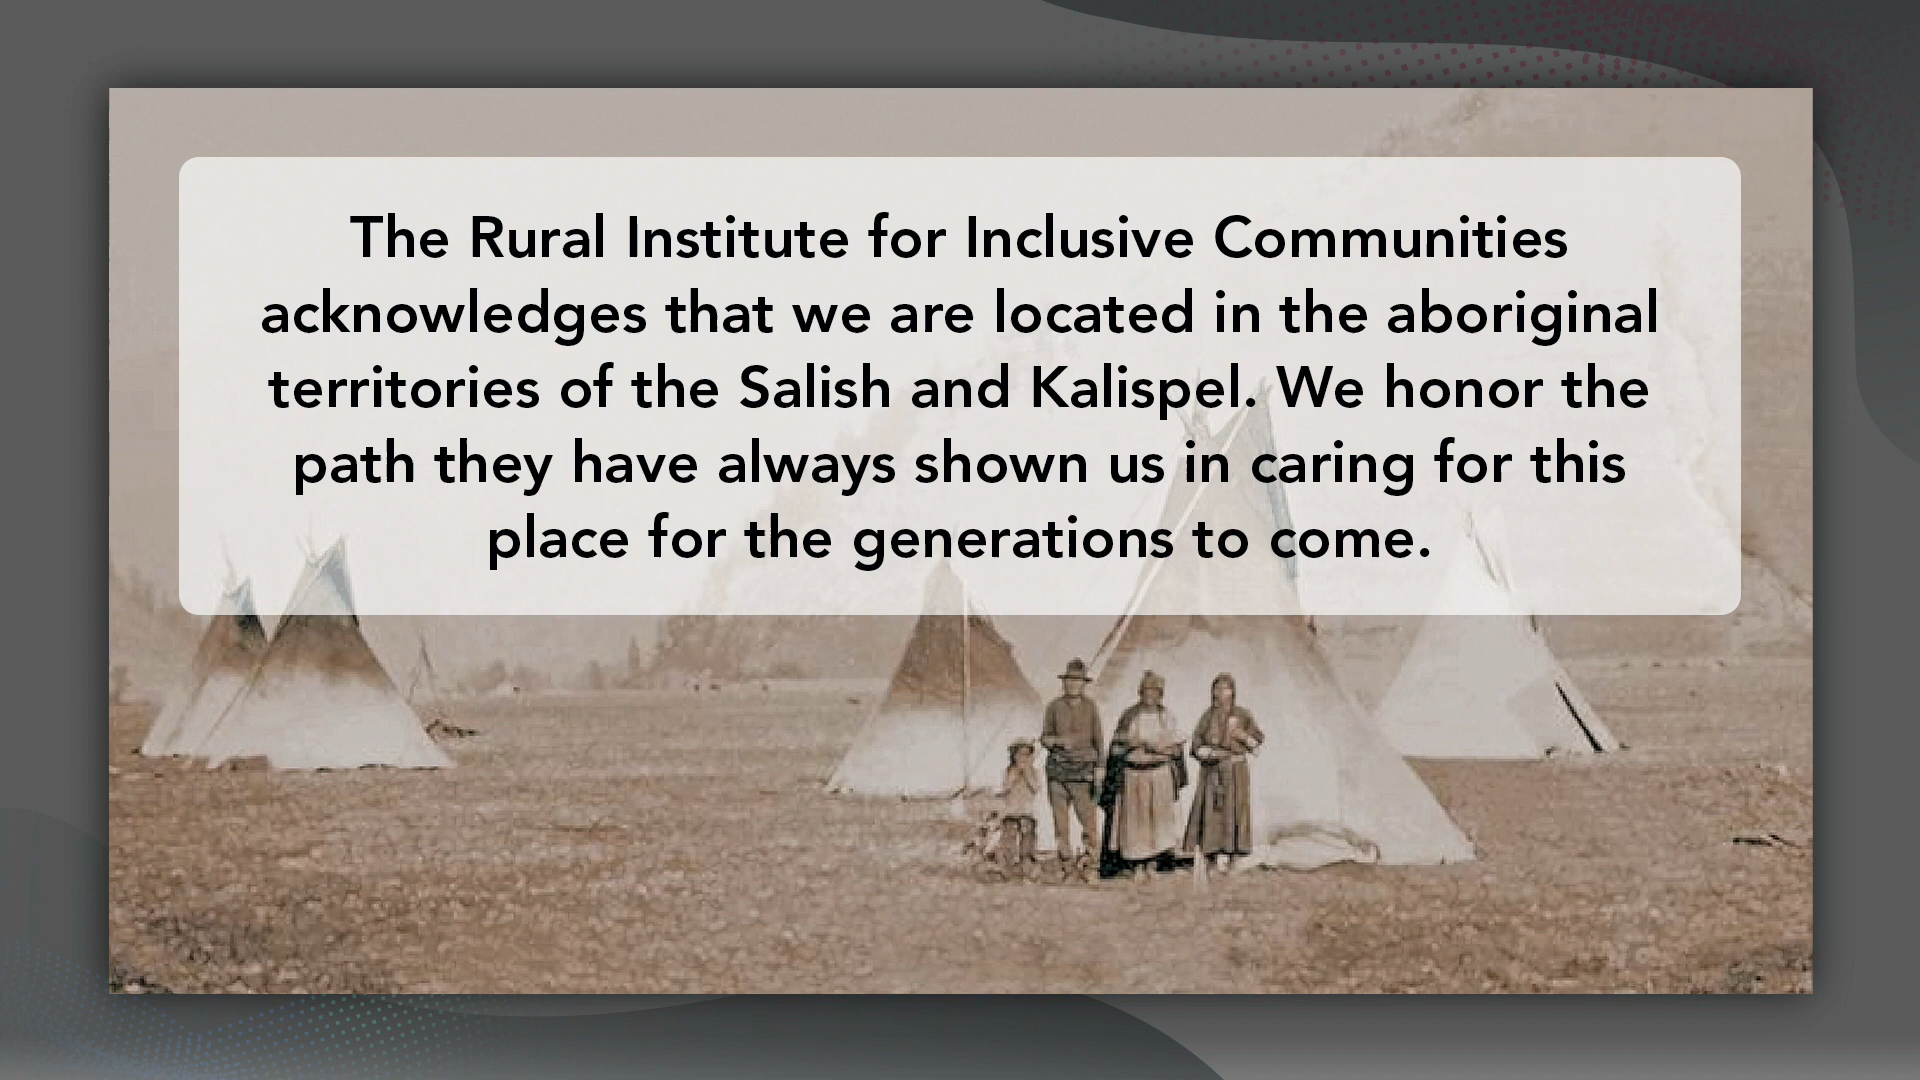 The Rural Institute for Inclusive Communities
acknowledges that we are located in the aboriginal
territories of the Salish and Kalispel. We honor the
path they have always shown us in caring for this
place for the generations to come.